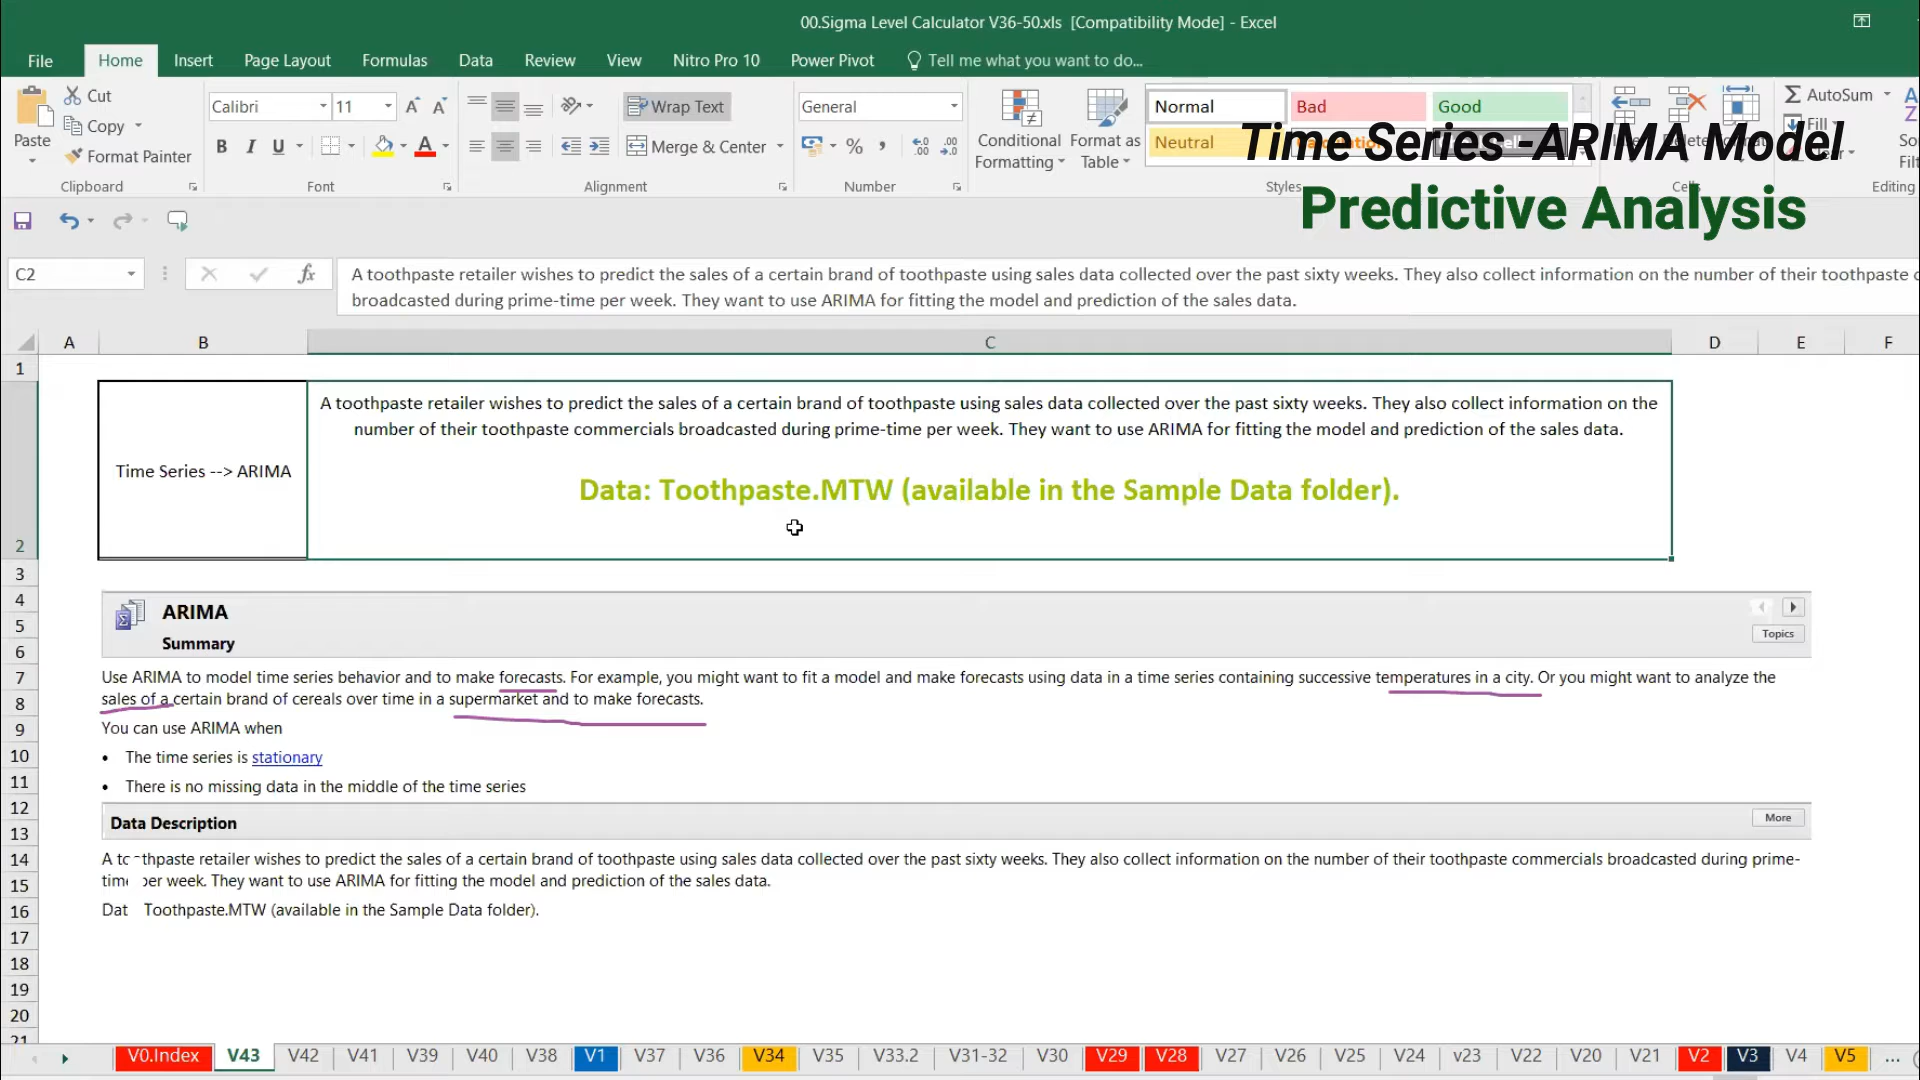 00.Sigma Level Calculator V36-50.xls [Compatibility Mode] - Excel
File Home Insert Page Layout Formulas Data Review View Nitro Pro 10 Power Pivot Tell me what you want to do...
Paste
Cut
Copy
Format Painter
Clipboard
Calibri 11
B I U
Font
Wrap Text
Merge & Center
Alignment
General
Number
Conditional Formatting
Format as Table
Normal Bad Good
Neutral
Styles
Cells
AutoSum
Fill
Editing
Time Series -ARIMA Model
Predictive Analysis
C2
fx
A toothpaste retailer wishes to predict the sales of a certain brand of toothpaste using sales data collected over the past sixty weeks. They also collect information on the number of their toothpaste c
broadcasted during prime-time per week. They want to use ARIMA for fitting the model and prediction of the sales data.
A B C D E F
1
2
3
4
5
6
7
8
9
10
11
12
13
14
15
16
17
18
19
20
21
Time Series --> ARIMA
A toothpaste retailer wishes to predict the sales of a certain brand of toothpaste using sales data collected over the past sixty weeks. They also collect information on the
number of their toothpaste commercials broadcasted during prime-time per week. They want to use ARIMA for fitting the model and prediction of the sales data.
Data: Toothpaste.MTW (available in the Sample Data folder).
ARIMA
Summary
Topics
Use ARIMA to model time series behavior and to make forecasts. For example, you might want to fit a model and make forecasts using data in a time series containing successive temperatures in a city. Or you might want to analyze the
sales of a certain brand of cereals over time in a supermarket and to make forecasts.
You can use ARIMA when
• The time series is stationary
• There is no missing data in the middle of the time series
Data Description
More
A to thpaste retailer wishes to predict the sales of a certain brand of toothpaste using sales data collected over the past sixty weeks. They also collect information on the number of their toothpaste commercials broadcasted during prime-
time per week. They want to use ARIMA for fitting the model and prediction of the sales data.
Dat Toothpaste.MTW (available in the Sample Data folder).
V0.Index V43 V42 V41 V39 V40 V38 V1 V37 V36 V34 V35 V33.2 V31-32 V30 V29 V28 V27 V26 V25 V24 v23 V22 V20 V21 V2 V3 V4 V5 ...